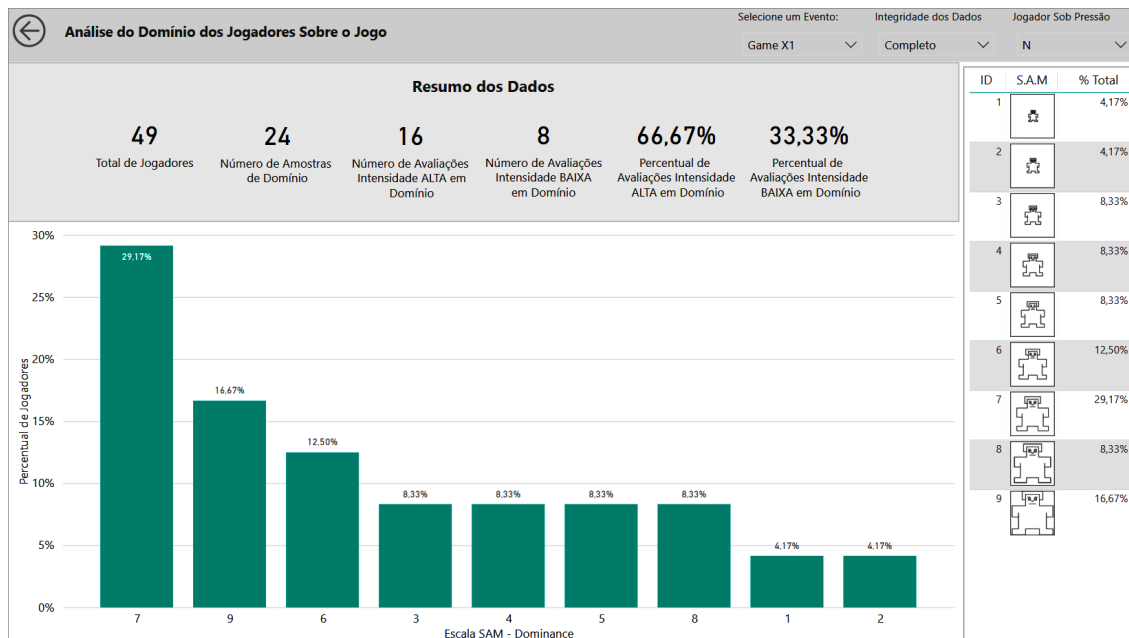 Análise do Domínio dos Jogadores Sobre o Jogo
Selecione um Evento:
Game X1
Integridade dos Dados
Completo
Jogador Sob Pressão
N
Resumo dos Dados
49
Total de Jogadores
24
Número de Amostras
de Domínio
16
Número de Avaliações
Intensidade ALTA em
Domínio
8
Número de Avaliações
Intensidade BAIXA
em Domínio
66,67%
Percentual de
Avaliações Intensidade
ALTA em Domínio
33,33%
Percentual de
Avaliações Intensidade
BAIXA em Domínio
ID S.A.M % Total
1 4,17%
2 4,17%
3 8,33%
4 8,33%
5 8,33%
6 12,50%
7 29,17%
8 8,33%
9 16,67%
Percentual de Jogadores
30%
25%
20%
15%
10%
5%
0%
29,17%
16,67%
12,50%
8,33%
8,33%
8,33%
8,33%
4,17%
4,17%
7 9 6 3 4 5 8 1 2
Escala SAM - Dominance